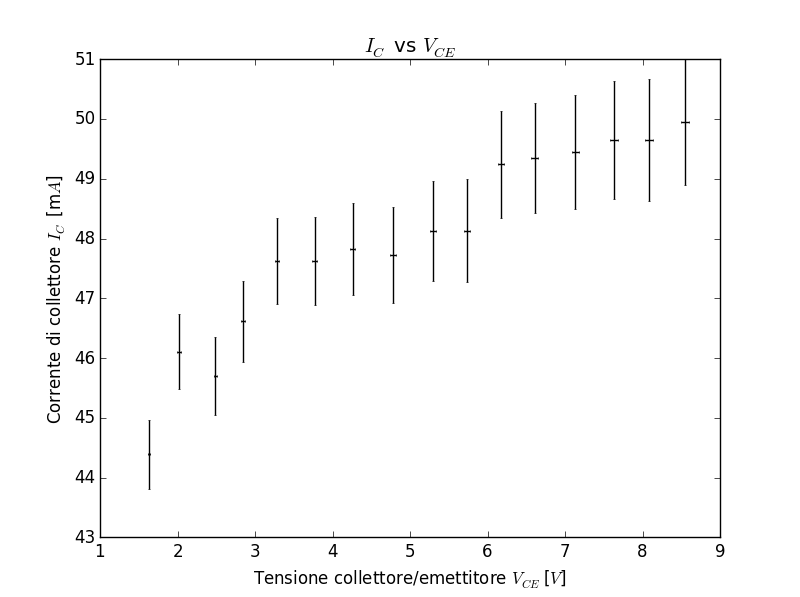 I_C vs V_CE
51
50
49
48
47
46
45
44
43
Corrente di collettore I_C [mA]
1 2 3 4 5 6 7 8 9
Tensione collettore/emettitore V_CE [V]